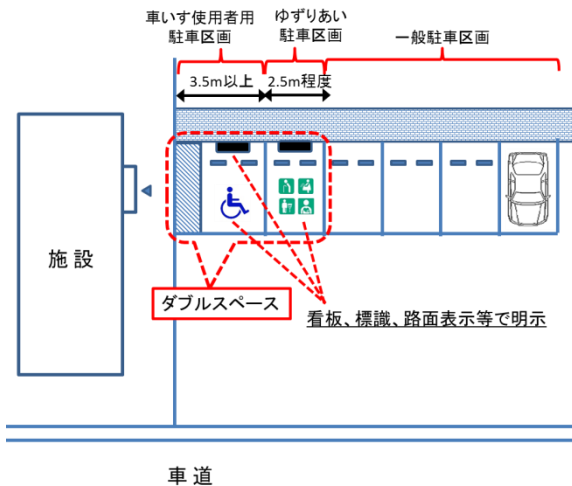 車いす使用者用
駐車区画
ゆずりあい
駐車区画
一般駐車区画
3.5m以上
2.5m程度
施設
ダブルスペース
看板、標識、路面表示等で明示
車道